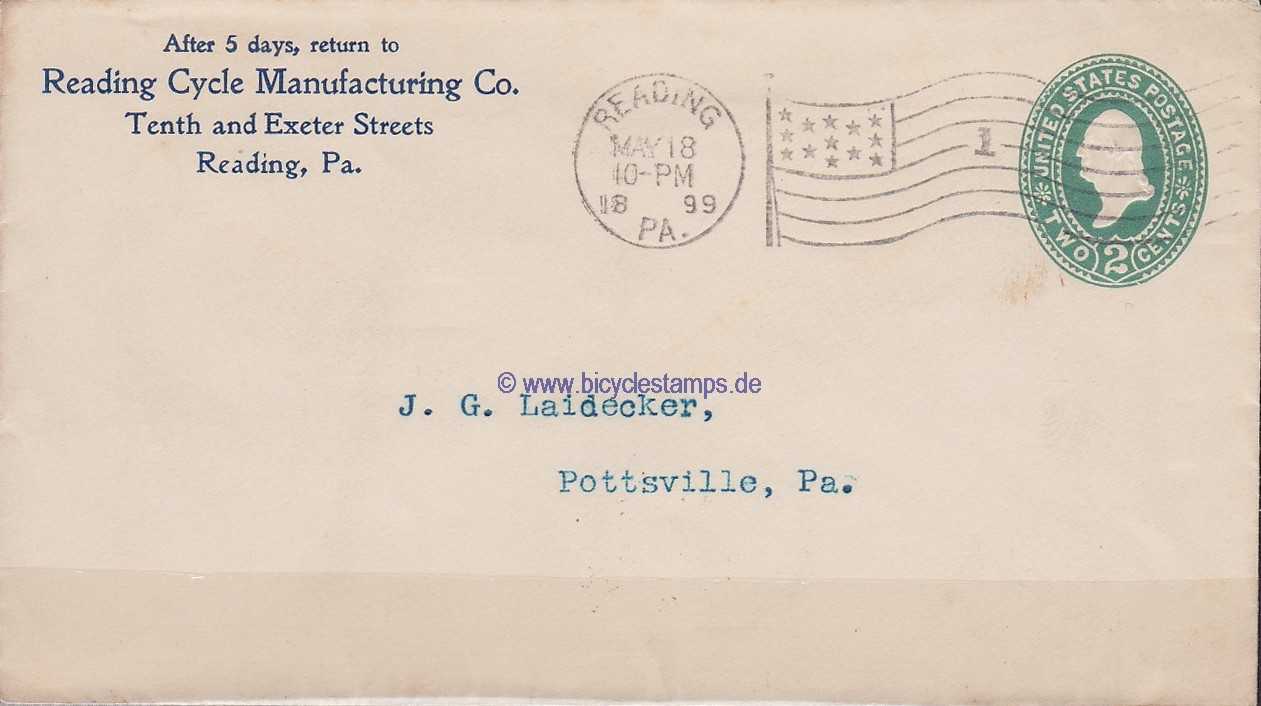 After 5 days, return to
Reading Cycle Manufacturing Co.
Tenth and Exeter Streets
Reading, Pa.
READING
MAY 18
10-PM
18 99
PA.
1
UNITED STATES POSTAGE
TWO 2 CENTS
© www.bicyclestamps.de
J. G. Laidecker,
Pottsville, Pa.